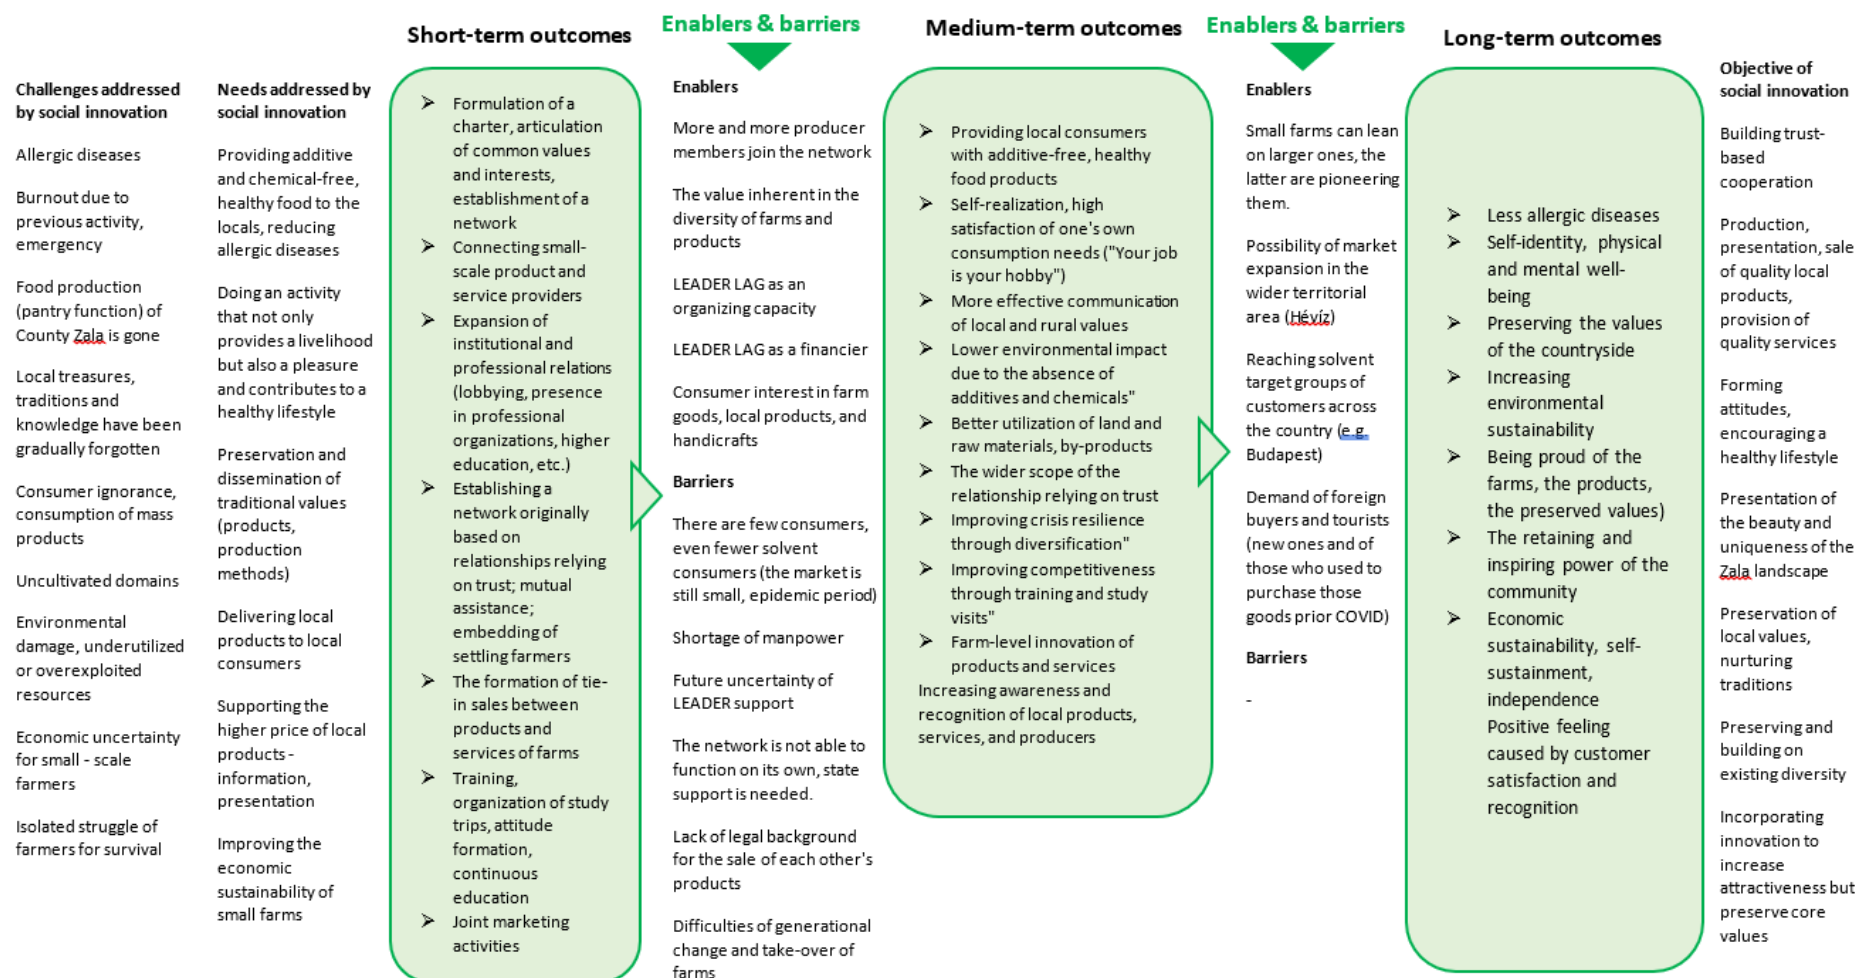 Challenges addressed
by social innovation
Allergic diseases
Burnout due to
previous activity,
emergency
Food production
(pantry function) of
County Zala is gone
Local treasures,
traditions and
knowledge have been
gradually forgotten
Consumer ignorance,
consumption of mass
products
Uncultivated domains
Environmental
damage, underutilized
or overexploited
resources
Economic uncertainty
for small - scale
farmers
Isolated struggle of
farmers for survival
Needs addressed by
social innovation
Providing additive
and chemical-free,
healthy food to the
locals, reducing
allergic diseases
Doing an activity
that not only
provides a livelihood
but also a pleasure
and contributes to a
healthy lifestyle
Preservation and
dissemination of
traditional values
(products,
production
methods)
Delivering local
products to local
consumers
Supporting the
higher price of local
products -
information,
presentation
Improving the
economic
sustainability of
small farms
Short-term outcomes
➤ Formulation of a
charter, articulation
of common values
and interests,
establishment of a
network
➤ Connecting small-
scale product and
service providers
➤ Expansion of
institutional and
professional relations
(lobbying, presence
in professional
organizations, higher
education, etc.)
➤ Establishing a
network originally
based on
relationships relying
on trust; mutual
assistance;
embedding of
settling farmers
➤ The formation of tie-
in sales between
products and
services of farms
➤ Training,
organization of study
trips, attitude
formation,
continuous
education
➤ Joint marketing
activities
Enablers & barriers
Enablers
More and more producer
members join the network
The value inherent in the
diversity of farms and
products
LEADER LAG as an
organizing capacity
LEADER LAG as a financier
Consumer interest in farm
goods, local products, and
handicrafts
Barriers
There are few consumers,
even fewer solvent
consumers (the market is
still small, epidemic period)
Shortage of manpower
Future uncertainty of
LEADER support
The network is not able to
function on its own, state
support is needed.
Lack of legal background
for the sale of each other's
products
Difficulties of generational
change and take-over of
farms
Medium-term outcomes
➤ Providing local consumers
with additive-free, healthy
food products
➤ Self-realization, high
satisfaction of one's own
consumption needs ("Your job
is your hobby")
➤ More effective communication
of local and rural values
➤ Lower environmental impact
due to the absence of
additives and chemicals"
➤ Better utilization of land and
raw materials, by-products
➤ The wider scope of the
relationship relying on trust
➤ Improving crisis resilience
through diversification"
➤ Improving competitiveness
through training and study
visits"
➤ Farm-level innovation of
products and services
Increasing awareness and
recognition of local products,
services, and producers
Enablers & barriers
Enablers
Small farms can lean
on larger ones, the
latter are pioneering
them.
Possibility of market
expansion in the
wider territorial
area (Hévíz)
Reaching solvent
target groups of
customers across
the country (e.g.
Budapest)
Demand of foreign
buyers and tourists
(new ones and of
those who used to
purchase those
goods prior COVID)
Barriers
-
Long-term outcomes
➤ Less allergic diseases
➤ Self-identity, physical
and mental well-
being
➤ Preserving the values
of the countryside
➤ Increasing
environmental
sustainability
➤ Being proud of the
farms, the products,
the preserved values)
➤ The retaining and
inspiring power of the
community
➤ Economic
sustainability, self-
sustainment,
independence
Positive feeling
caused by customer
satisfaction and
recognition
Objective of
social innovation
Building trust-
based
cooperation
Production,
presentation, sale
of quality local
products,
provision of
quality services
Forming
attitudes,
encouraging a
healthy lifestyle
Presentation of
the beauty and
uniqueness of the
Zala landscape
Preservation of
local values,
nurturing
traditions
Preserving and
building on
existing diversity
Incorporating
innovation to
increase
attractiveness but
preserve core
values